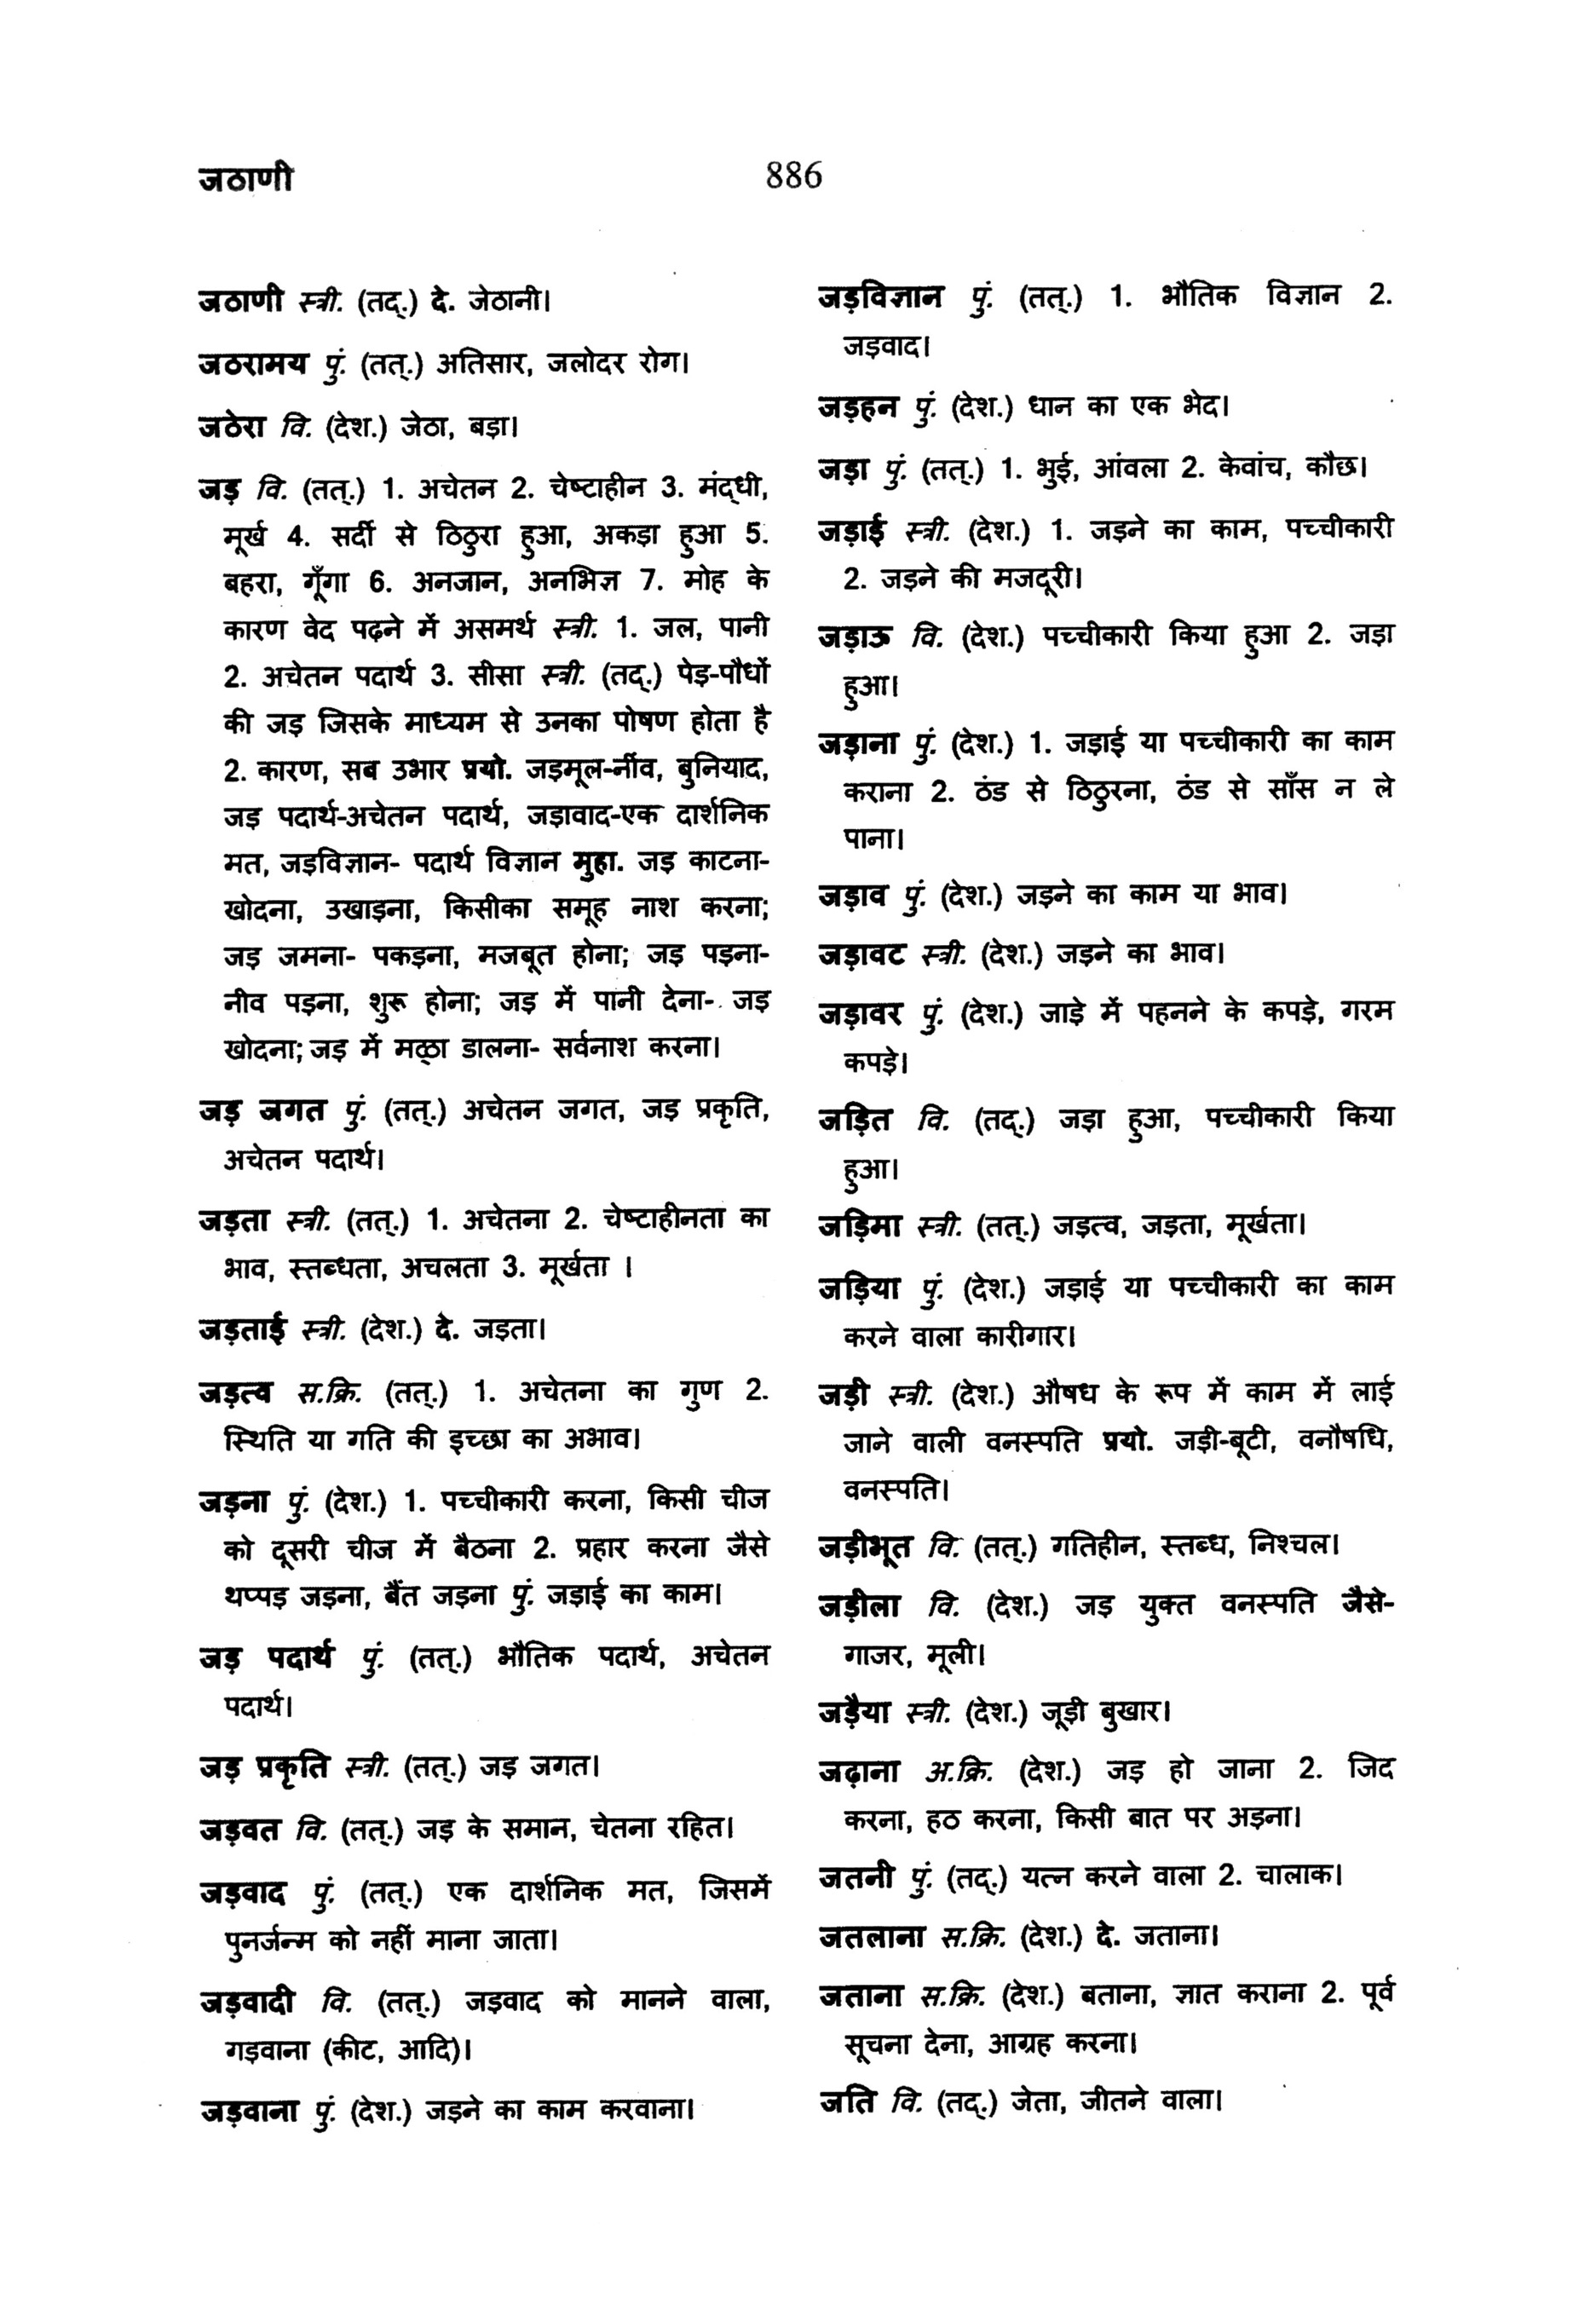 जठाणी
886
जठाणी स्त्री. (तद्.) दे. जेठानी।
जठरामय पुं. (तत्.) अतिसार, जलोदर रोग।
जठेरा वि. (देश.) जेठा, बड़ा।
जड़ वि. (तत्.) 1. अचेतन 2. चेष्टाहीन 3. मंद्धी,
मूर्ख 4. सर्दी से ठिठुरा हुआ, अकड़ा हुआ 5.
बहरा, गूँगा 6. अनजान, अनभिज्ञ 7. मोह के
कारण वेद पढ़ने में असमर्थ स्त्री. 1. जल, पानी
2. अचेतन पदार्थ 3. सीसा स्त्री. (तद्.) पेड़-पौधों
की जड़ जिसके माध्यम से उनका पोषण होता है
2. कारण, सब उभार प्रयो. जड़मूल-नींव, बुनियाद,
जड़ पदार्थ-अचेतन पदार्थ, जड़ावाद-एक दार्शनिक
मत, जड़विज्ञान- पदार्थ विज्ञान मुहा. जड़ काटना-
खोदना, उखाड़ना, किसीका समूह नाश करना;
जड़ जमना- पकड़ना, मजबूत होना; जड़ पड़ना-
नीव पड़ना, शुरू होना; जड़ में पानी देना- जड़
खोदना; जड़ में मठ्ठा डालना- सर्वनाश करना।
जड़ जगत पुं. (तत्.) अचेतन जगत, जड़ प्रकृति,
अचेतन पदार्थ।
जड़ता स्त्री. (तत्.) 1. अचेतना 2. चेष्टाहीनता का
भाव, स्तब्धता, अचलता 3. मूर्खता ।
जड़ताई स्त्री. (देश.) दे. जड़ता।
जड़त्व स.क्रि. (तत्.) 1. अचेतना का गुण 2.
स्थिति या गति की इच्छा का अभाव।
जड़ना पुं. (देश.) 1. पच्चीकारी करना, किसी चीज
को दूसरी चीज में बैठना 2. प्रहार करना जैसे
थप्पड़ जड़ना, बैंत जड़ना पुं. जड़ाई का काम।
जड़ पदार्थ पुं. (तत्.) भौतिक पदार्थ, अचेतन
पदार्थ।
जड़ प्रकृति स्त्री. (तत्.) जड़ जगत।
जड़वत वि. (तत्.) जड़ के समान, चेतना रहित।
जड़वाद पुं. (तत्.) एक दार्शनिक मत, जिसमें
पुनर्जन्म को नहीं माना जाता।
जड़वादी वि. (तत्.) जड़वाद को मानने वाला,
गड़वाना (कीट, आदि)।
जड़वाना पुं. (देश.) जड़ने का काम करवाना।
जड़विज्ञान पुं. (तत्.) 1. भौतिक विज्ञान 2.
जड़वाद।
जड़हन पुं. (देश.) धान का एक भेद।
जड़ा पुं. (तत्.) 1. भुई, आंवला 2. केवांच, कौछ।
जड़ाई स्त्री. (देश.) 1. जड़ने का काम, पच्चीकारी
2. जड़ने की मजदूरी।
जड़ाऊ वि. (देश.) पच्चीकारी किया हुआ 2. जड़ा
हुआ।
जड़ाना पुं. (देश.) 1. जड़ाई या पच्चीकारी का काम
कराना 2. ठंड से ठिठुरना, ठंड से साँस न ले
पाना।
जड़ाव पुं. (देश.) जड़ने का काम या भाव।
जड़ावट स्त्री. (देश.) जड़ने का भाव।
जड़ावर पुं. (देश.) जाड़े में पहनने के कपड़े, गरम
कपड़े।
जड़ित वि. (तद्.) जड़ा हुआ, पच्चीकारी किया
हुआ।
जड़िमा स्त्री. (तत्.) जड़त्व, जड़ता, मूर्खता।
जड़िया पुं. (देश.) जड़ाई या पच्चीकारी का काम
करने वाला कारीगार।
जड़ी स्त्री. (देश.) औषध के रूप में काम में लाई
जाने वाली वनस्पति प्रयो. जड़ी-बूटी, वनौषधि,
वनस्पति।
जड़ीभूत वि. (तत्.) गतिहीन, स्तब्ध, निश्चल।
जड़ीला वि. (देश.) जड़ युक्त वनस्पति जैसे-
गाजर, मूली।
जड़ैया स्त्री. (देश.) जूड़ी बुखार।
जढ़ाना अ.क्रि. (देश.) जड़ हो जाना 2. जिद
करना, हठ करना, किसी बात पर अड़ना।
जतनी पुं. (तद्.) यत्न करने वाला 2. चालाक।
जतलाना स.क्रि. (देश.) दे. जताना।
जताना स.क्रि. (देश.) बताना, ज्ञात कराना 2. पूर्व
सूचना देना, आग्रह करना।
जति वि. (तद्.) जेता, जीतने वाला।